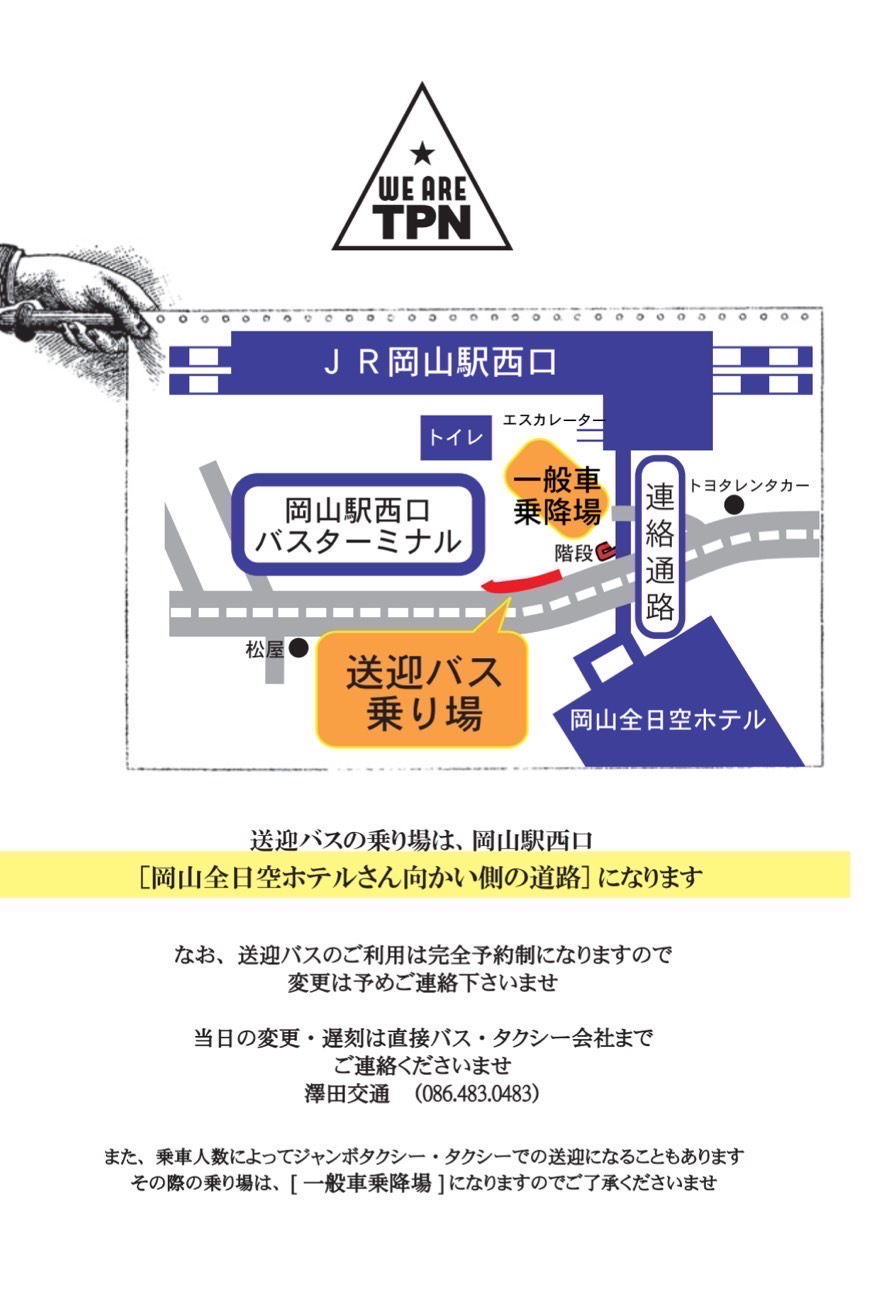 WE ARE
TPN
JR岡山駅西口
エスカレーター
トイレ
一般車
乗降場
連絡通路
トヨタレンタカー
岡山駅西口
バスターミナル
階段
松屋
送迎バス
乗り場
岡山全日空ホテル
送迎バスの乗り場は、岡山駅西口
[岡山全日空ホテルさん向かい側の道路] になります
なお、送迎バスのご利用は完全予約制になりますので
変更は予めご連絡下さいませ
当日の変更・遅刻は直接バス・タクシー会社まで
ご連絡くださいませ
澤田交通 (086.483.0483)
また、乗車人数によってジャンボタクシー・タクシーでの送迎になることもあります
その際の乗り場は、[ 一般車乗降場 ] になりますのでご了承くださいませ